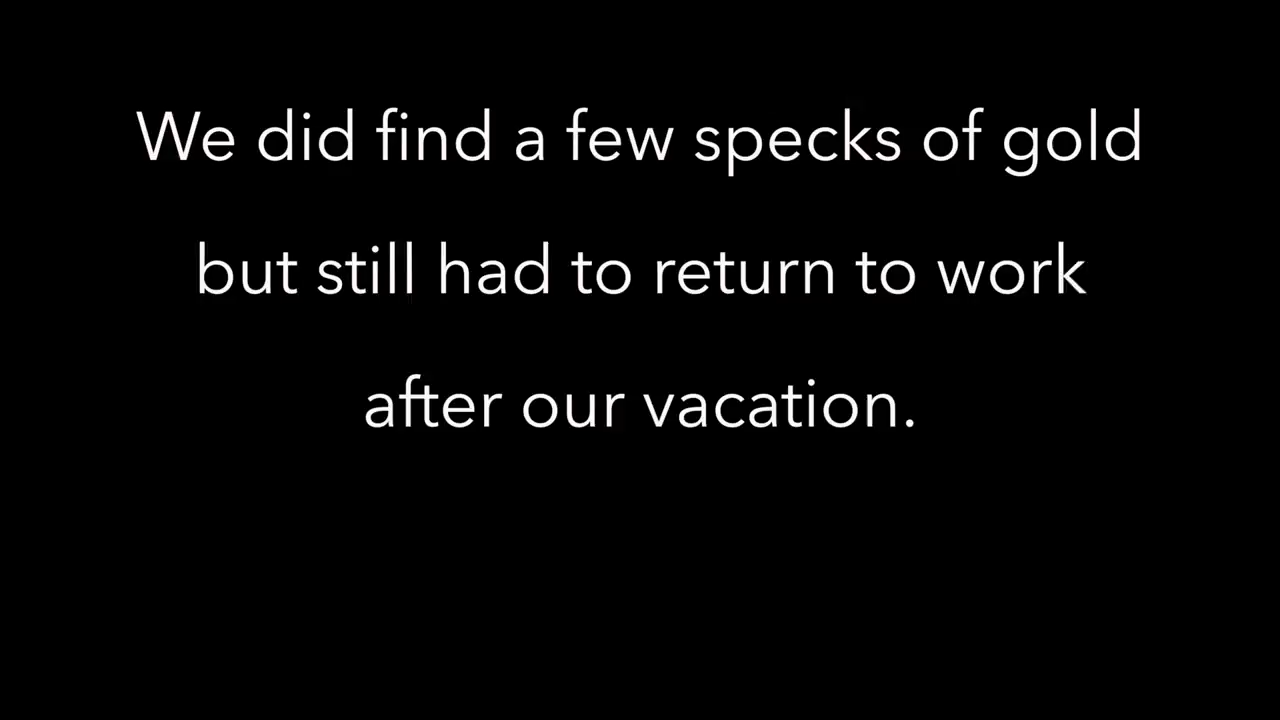 We did find a few specks of gold
but still had to return to work
after our vacation.